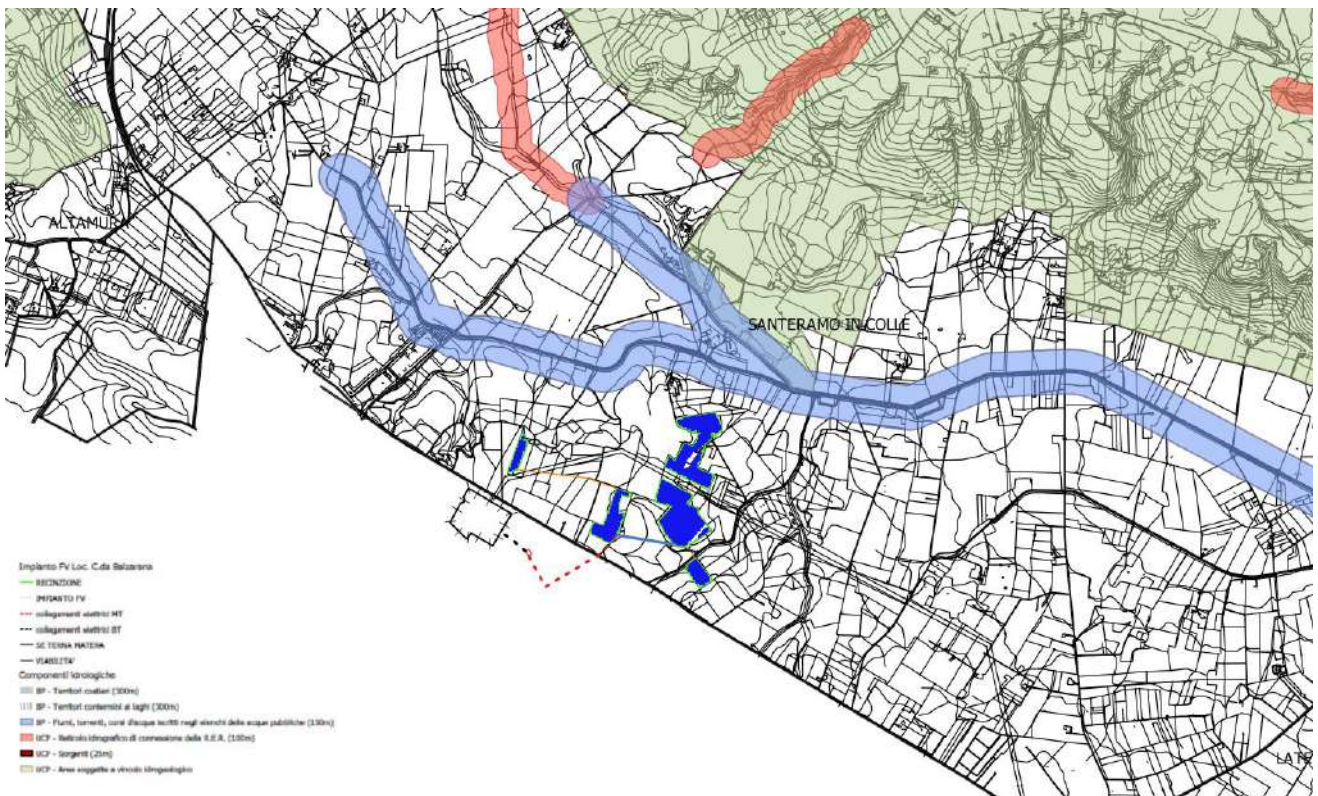 ALTAMURA
SANTERAMO IN COLLE
LATE
Impianto FV Loc. C.da Balzarana
RECINZIONE
IMPIANTO FV
collegamenti elettrici MT
collegamenti elettrici BT
SE TERNA MATERA
VIABILITA'
Componenti idrologiche
BP - Territori costieri (300m)
BP - Territori contermini ai laghi (300m)
BP - Fiumi, torrenti, corsi d'acqua iscritti negli elenchi delle acque pubbliche (150m)
UCP - Reticolo idrografico di connessione della R.E.R. (100m)
UCP - Sorgenti (25m)
UCP - Aree soggette a vincolo idrogeologico